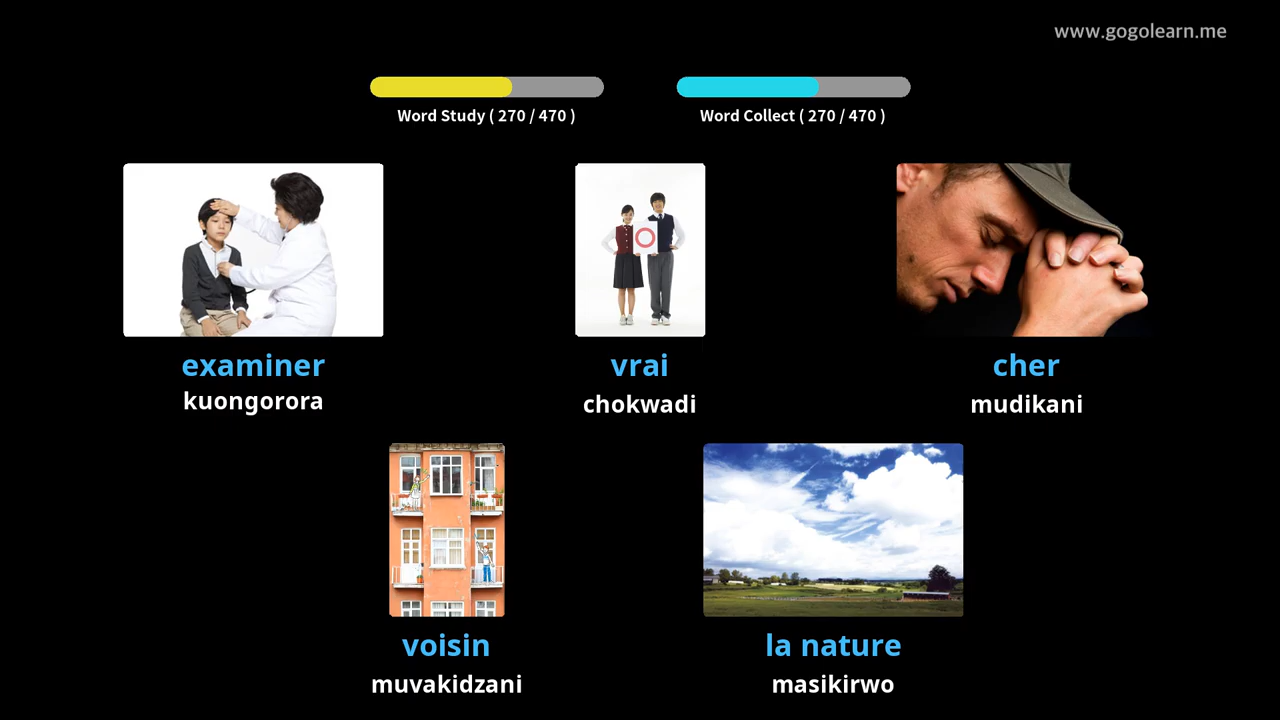 www.gogolearn.me
Word Study ( 270 / 470 )
Word Collect ( 270 / 470 )
examiner
kuongorora
vrai
chokwadi
cher
mudikani
voisin
muvakidzani
la nature
masikirwo